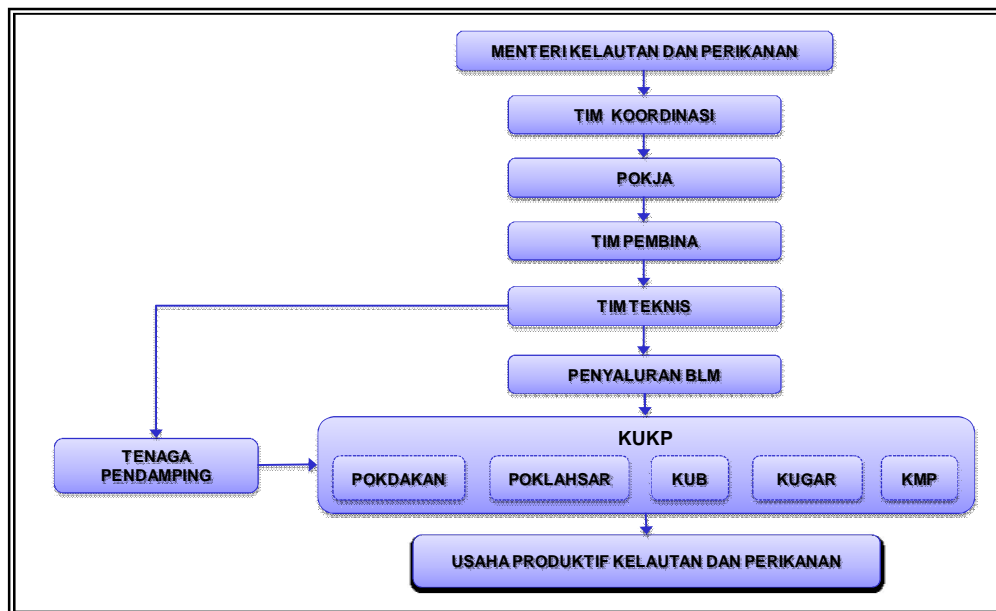 MENTERI KELAUTAN DAN PERIKANAN
TIM KOORDINASI
POKJA
TIM PEMBINA
TIM TEKNIS
PENYALURAN BLM
KUKP
TENAGA
PENDAMPING
POKDAKAN
POKLAHSAR
KUB
KUGAR
KMP
USAHA PRODUKTIF KELAUTAN DAN PERIKANAN